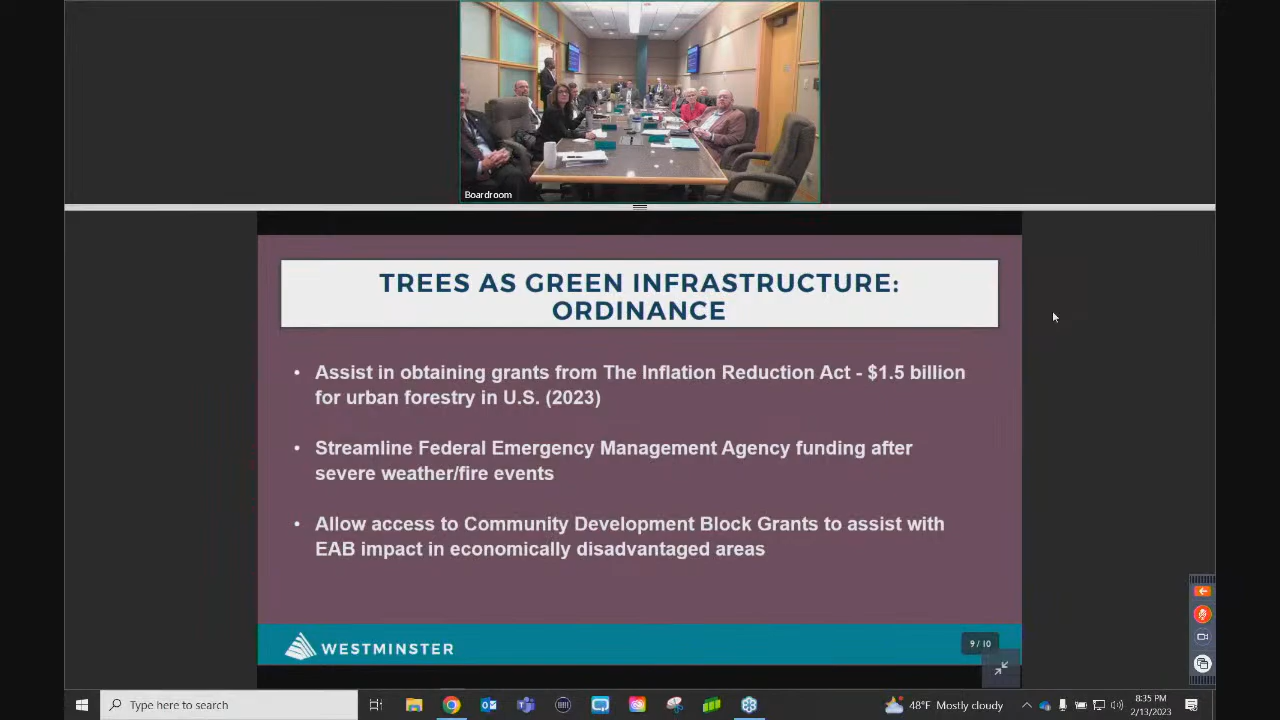 Boardroom
TREES AS GREEN INFRASTRUCTURE:
ORDINANCE
• Assist in obtaining grants from The Inflation Reduction Act - $1.5 billion
for urban forestry in U.S. (2023)
• Streamline Federal Emergency Management Agency funding after
severe weather/fire events
• Allow access to Community Development Block Grants to assist with
EAB impact in economically disadvantaged areas
WESTMINSTER
9 / 10
Type here to search
48°F Mostly cloudy
8:35 PM
2/13/2023